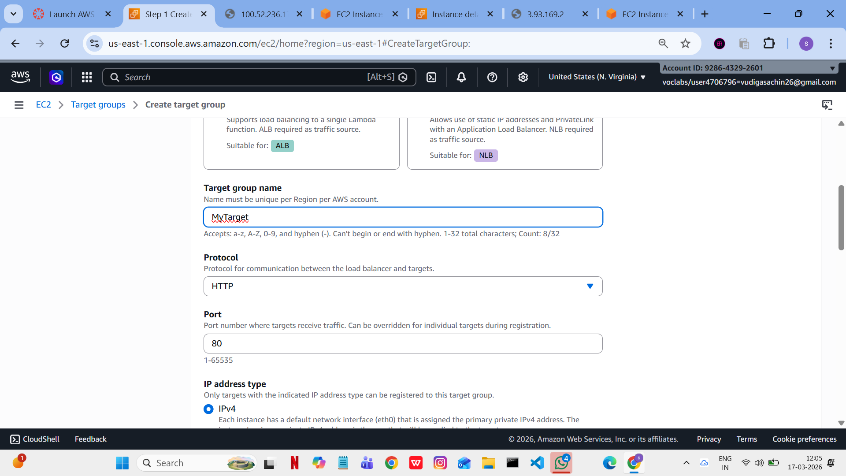 Launch AWS
Step 1 Create
100.52.236.1
EC2 Instance
Instance det
3.93.169.2
EC2 Instance
us-east-1.console.aws.amazon.com/ec2/home?region=us-east-1#CreateTargetGroup:
S
aws
Search
[Alt+S]
United States (N. Virginia)
Account ID: 9286-4329-2601
voclabs/user4706796=vudigasachin26@gmail.com
EC2
Target groups
Create target group
Supports load balancing to a single Lambda
function. ALB required as traffic source.
Suitable for: ALB
Allows use of static IP addresses and PrivateLink
with an Application Load Balancer. NLB required
as traffic source.
Suitable for: NLB
Target group name
Name must be unique per Region per AWS account.
MyTarget
Accepts: a-z, A-Z, 0-9, and hyphen (-). Can't begin or end with hyphen. 1-32 total characters; Count: 8/32
Protocol
Protocol for communication between the load balancer and targets.
HTTP
Port
Port number where targets receive traffic. Can be overridden for individual targets during registration.
80
1-65535
IP address type
Only targets with the indicated IP address type can be registered to this target group.
IPv4
Each instance has a default network interface (eth0) that is assigned the primary private IPv4 address. The
CloudShell
Feedback
© 2026, Amazon Web Services, Inc. or its affiliates.
Privacy
Terms
Cookie preferences
1
Search
4
ENG
IN
12:05
17-03-2026